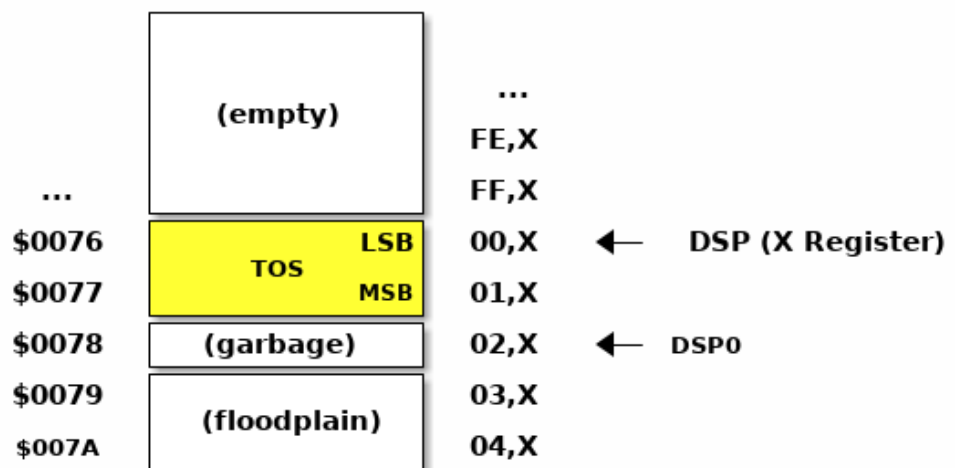 ...
(empty)
FE,X
... FF,X
$0076 LSB 00,X DSP (X Register)
TOS
$0077 MSB 01,X
$0078 (garbage) 02,X DSP0
$0079 03,X
(floodplain)
$007A 04,X